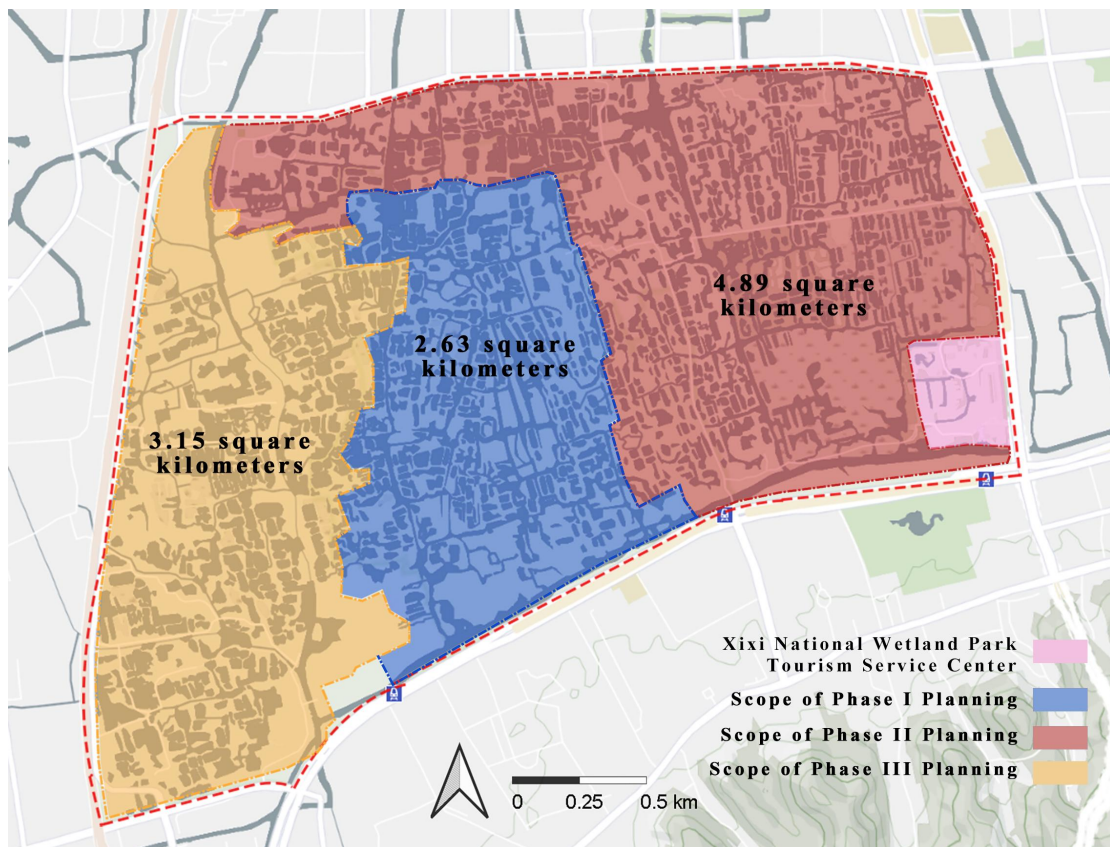 4.89 square
kilometers
2.63 square
kilometers
3.15 square
kilometers
Xixi National Wetland Park
Tourism Service Center
Scope of Phase I Planning
Scope of Phase II Planning
Scope of Phase III Planning
0 0.25 0.5 km